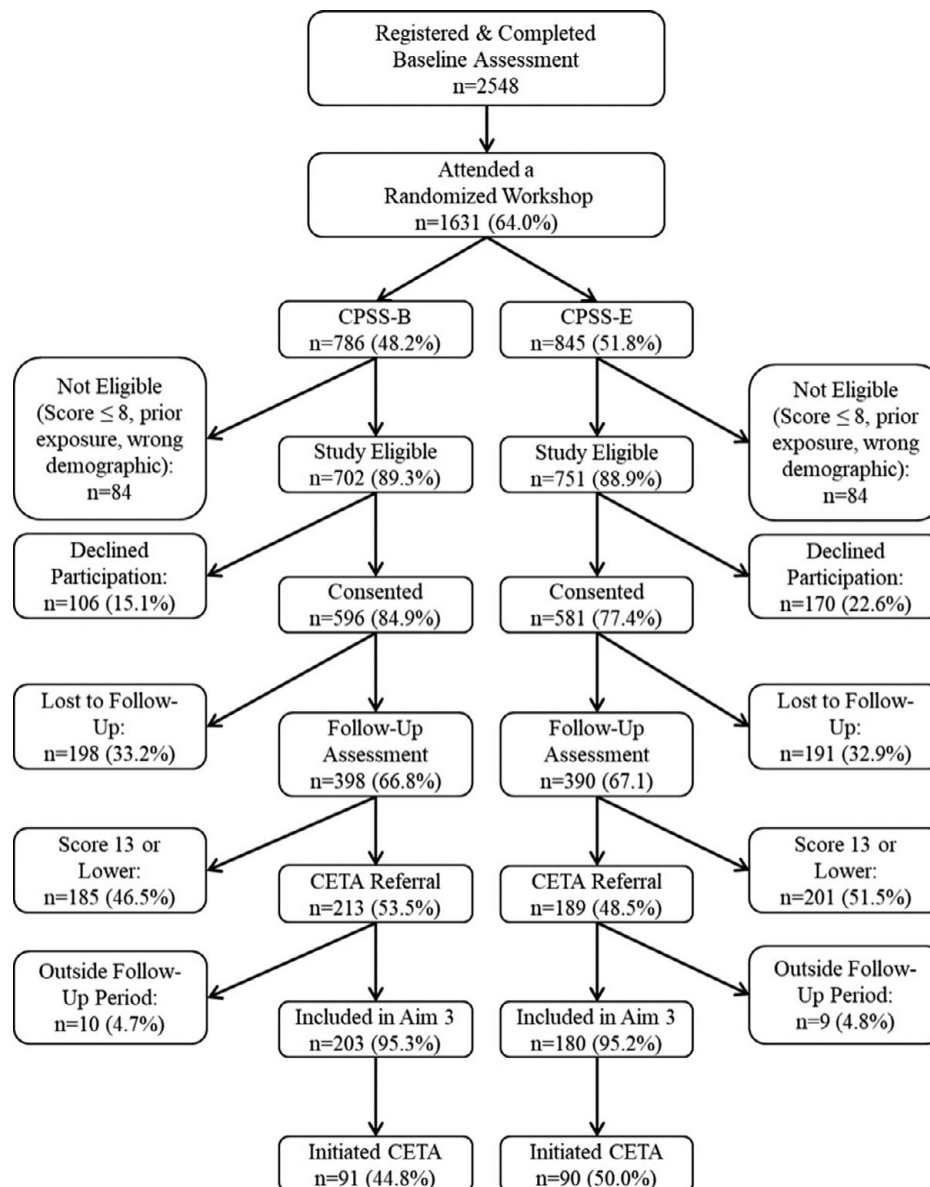 Registered & Completed
Baseline Assessment
n=2548
Attended a
Randomized Workshop
n=1631 (64.0%)
CPSS-B
n=786 (48.2%)
CPSS-E
n=845 (51.8%)
Not Eligible
(Score ≤ 8, prior
exposure, wrong
demographic):
n=84
Study Eligible
n=702 (89.3%)
Study Eligible
n=751 (88.9%)
Not Eligible
(Score ≤ 8, prior
exposure, wrong
demographic):
n=84
Declined
Participation:
n=106 (15.1%)
Consented
n=596 (84.9%)
Consented
n=581 (77.4%)
Declined
Participation:
n=170 (22.6%)
Lost to Follow-
Up:
n=198 (33.2%)
Follow-Up
Assessment
n=398 (66.8%)
Follow-Up
Assessment
n=390 (67.1)
Lost to Follow-
Up:
n=191 (32.9%)
Score 13 or
Lower:
n=185 (46.5%)
CETA Referral
n=213 (53.5%)
CETA Referral
n=189 (48.5%)
Score 13 or
Lower:
n=201 (51.5%)
Outside Follow-
Up Period:
n=10 (4.7%)
Included in Aim 3
n=203 (95.3%)
Included in Aim 3
n=180 (95.2%)
Outside Follow-
Up Period:
n=9 (4.8%)
Initiated CETA
n=91 (44.8%)
Initiated CETA
n=90 (50.0%)